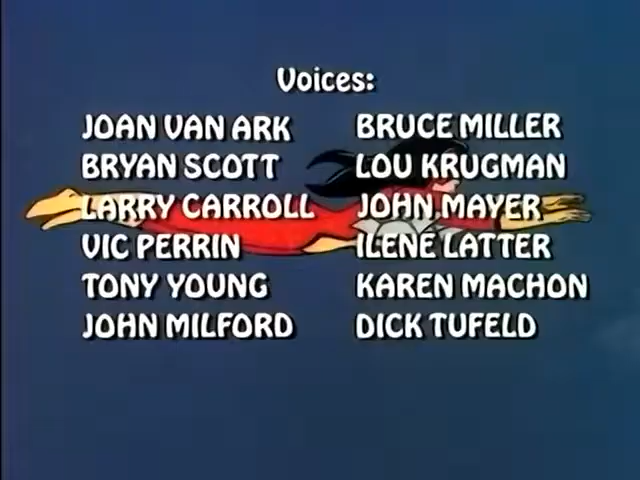 Voices:
JOAN VAN ARK
BRYAN SCOTT
LARRY CARROLL
VIC PERRIN
TONY YOUNG
JOHN MILFORD
BRUCE MILLER
LOU KRUGMAN
JOHN MAYER
ILENE LATTER
KAREN MACHON
DICK TUFELD